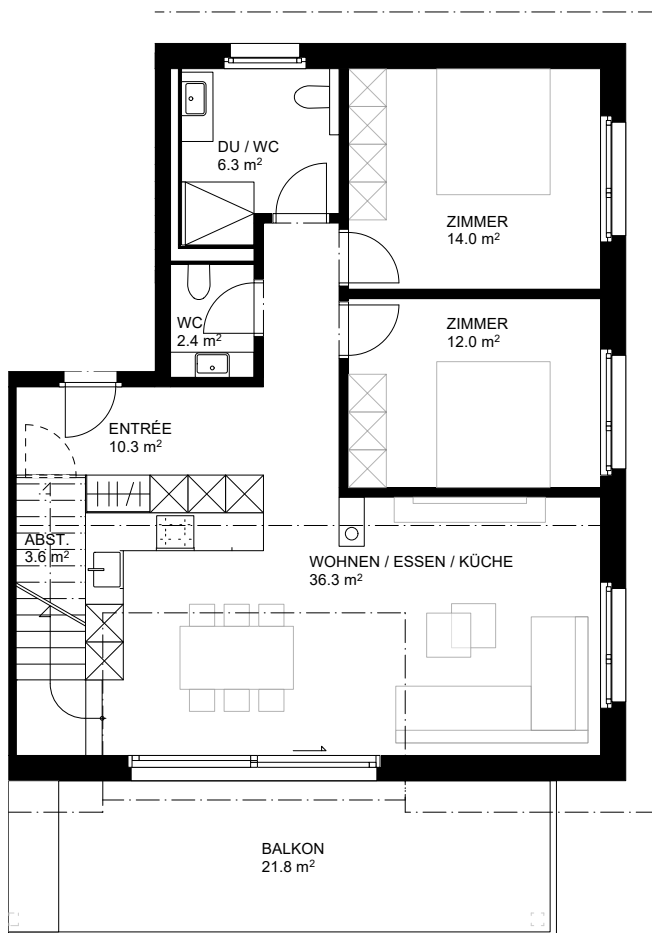 DU / WC
6.3 m²
ZIMMER
14.0 m²
WC
2.4 m²
ZIMMER
12.0 m²
ENTRÉE
10.3 m²
ABST.
3.6 m²
WOHNEN / ESSEN / KÜCHE
36.3 m²
BALKON
21.8 m²